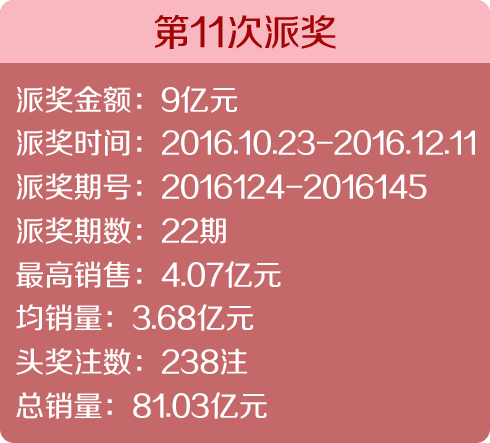 第11次派奖
派奖金额：9亿元
派奖时间：2016.10.23-2016.12.11
派奖期号：2016124-2016145
派奖期数：22期
最高销售：4.07亿元
均销量：3.68亿元
头奖注数：238注
总销量：81.03亿元